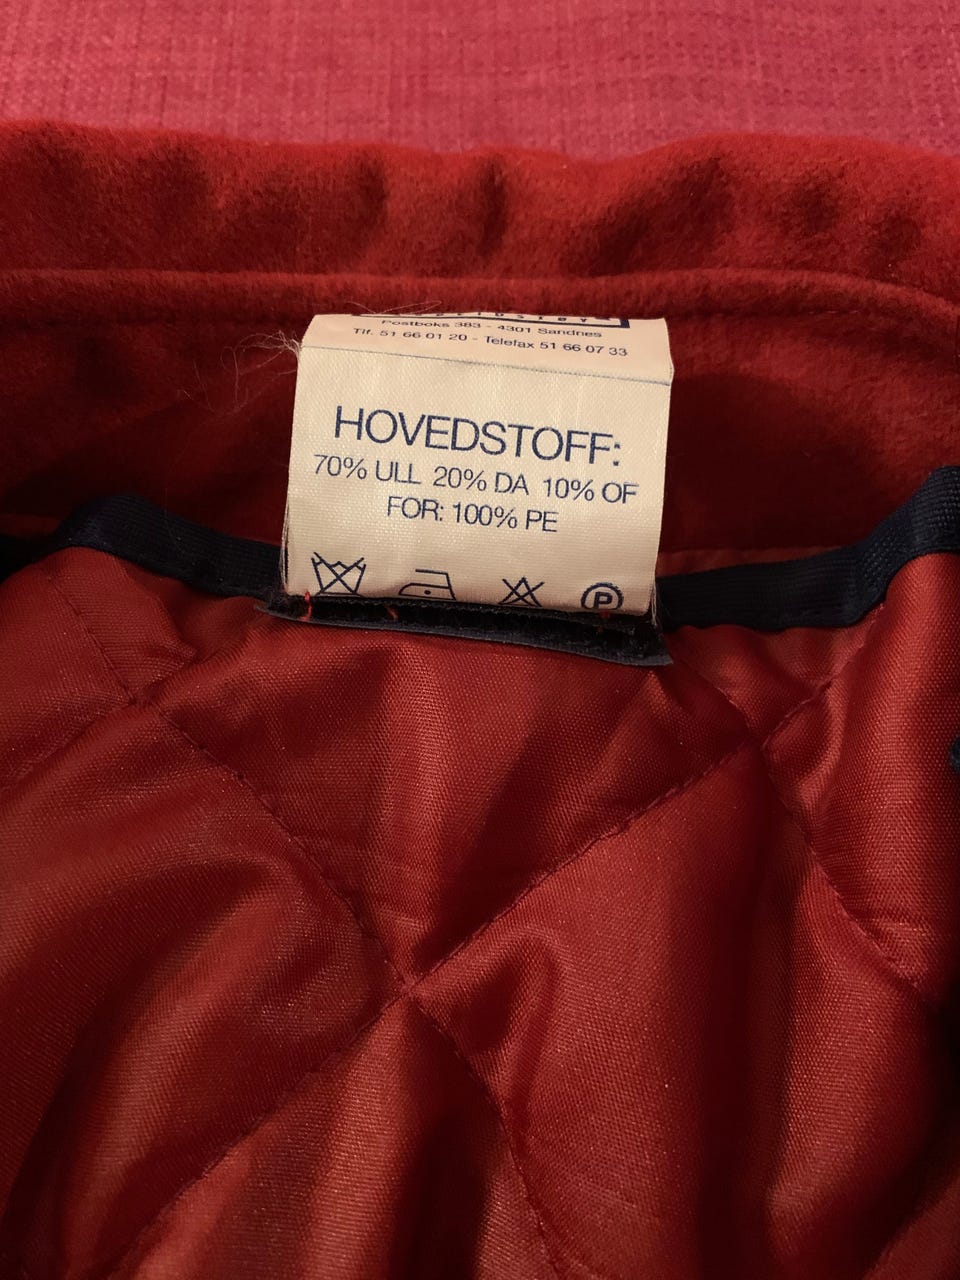 Postboks 383 - 4301 Sandnes
Tlf. 51 66 01 20 - Telefax 51 66 07 33
HOVEDSTOFF:
70% ULL 20% DA 10% OF
FOR: 100% PE
P